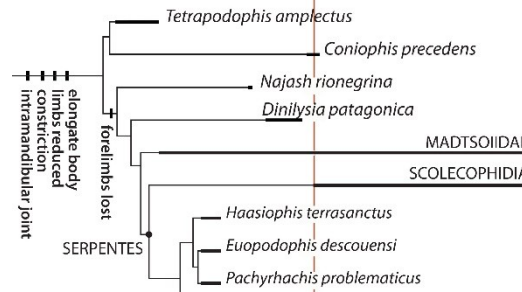 Tetrapodophis amplectus
Coniophis precedens
Najash rionegrina
Dinilysia patagonica
MADTSOIIDAE
SCOLECOPHIDIA
Haasiophis terrasanctus
Euopodophis descouensi
Pachyrhachis problematicus
SERPENTES
forelimbs lost
elongate body
limbs reduced
constriction
intramandibular joint